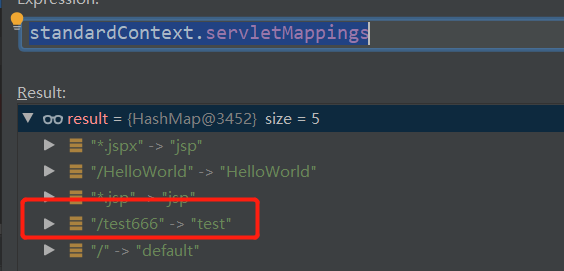 Expression:
standardContext.servletMappings
Result:
result = {HashMap@3452} size = 5
"*.jspx" -> "jsp"
"/HelloWorld" -> "HelloWorld"
"*.jsp" -> "jsp"
"/test666" -> "test"
"/" -> "default"